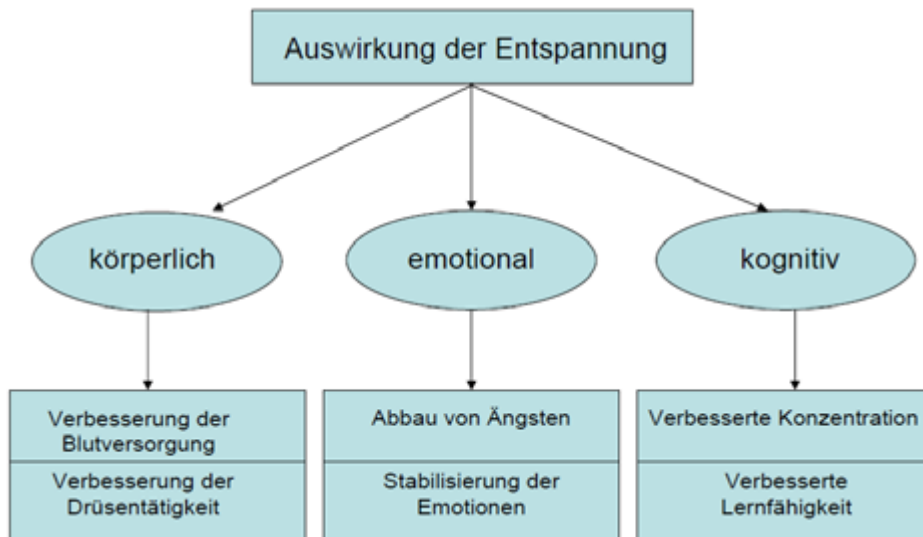 Auswirkung der Entspannung
körperlich
emotional
kognitiv
Verbesserung der
Blutversorgung
Verbesserung der
Drüsentätigkeit
Abbau von Ängsten
Stabilisierung der
Emotionen
Verbesserte Konzentration
Verbesserte
Lernfähigkeit